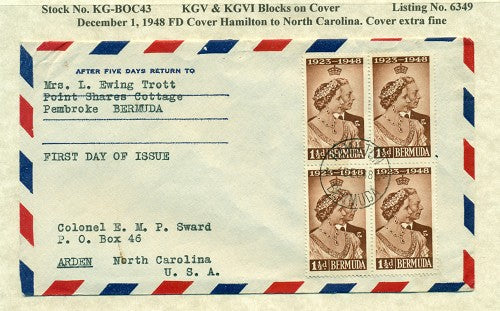 Stock No. KG-BOC43 KGV & KGVI Blocks on Cover Listing No. 6349
December 1, 1948 FD Cover Hamilton to North Carolina. Cover extra fine
AFTER FIVE DAYS RETURN TO
Mrs. L. Ewing Trott
Point Shares Cottage
Pembroke BERMUDA
FIRST DAY OF ISSUE
Colonel E. M. P. Sward
P. O. Box 46
ARDEN North Carolina
U. S. A.
1923-1948 1923-1948
1½d BERMUDA 1½d BERMUDA
1923-1948 1923-1948
1½d BERMUDA 1½d BERMUDA
BERMUDA